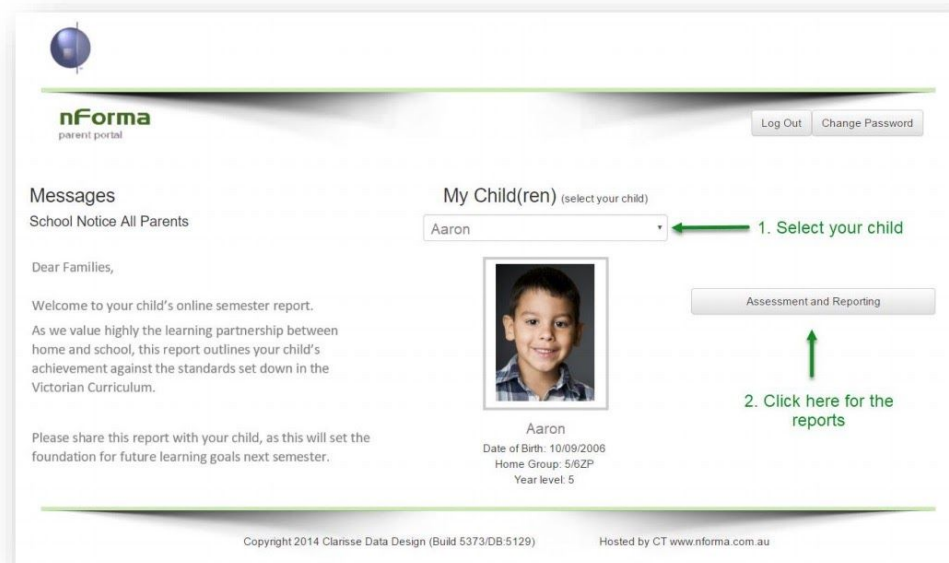 nForma
parent portal
Log Out
Change Password
Messages
School Notice All Parents
Dear Families,
Welcome to your child's online semester report.
As we value highly the learning partnership between
home and school, this report outlines your child's
achievement against the standards set down in the
Victorian Curriculum.
Please share this report with your child, as this will set the
foundation for future learning goals next semester.
My Child(ren) (select your child)
Aaron
1. Select your child
Aaron
Date of Birth: 10/09/2006
Home Group: 5/6ZP
Year level: 5
Assessment and Reporting
2. Click here for the
reports
Copyright 2014 Clarisse Data Design (Build 5373/DB:5129)
Hosted by CT www.nforma.com.au